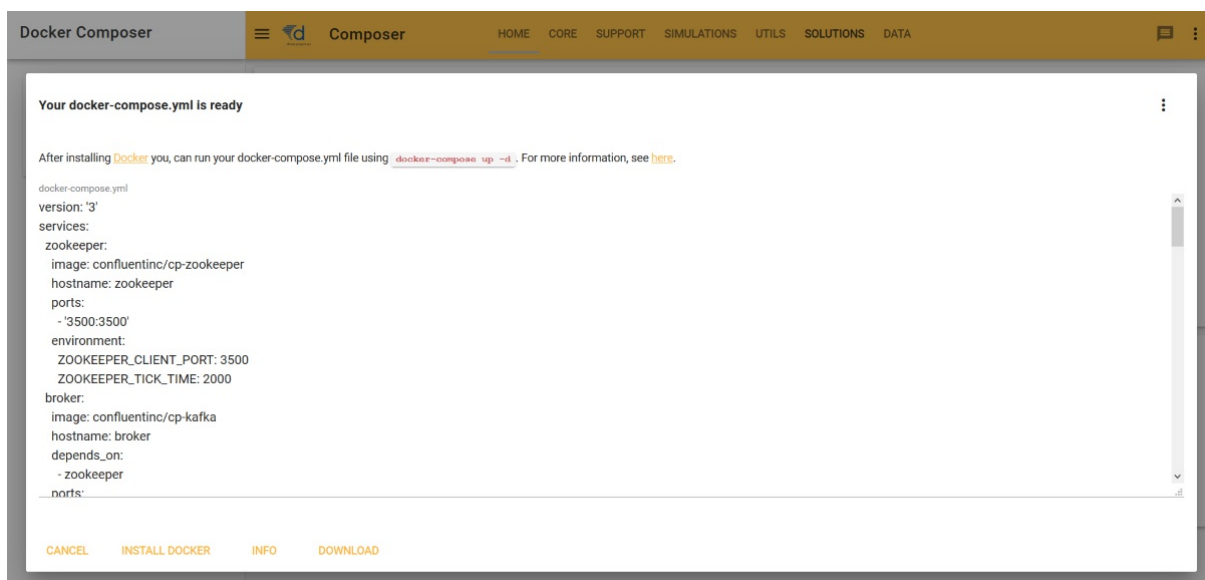 Docker Composer
Composer
HOME CORE SUPPORT SIMULATIONS UTILS SOLUTIONS DATA
Your docker-compose.yml is ready
After installing Docker you, can run your docker-compose.yml file using docker-compose up -d . For more information, see here.
docker-compose.yml
version: '3'
services:
zookeeper:
image: confluentinc/cp-zookeeper
hostname: zookeeper
ports:
- '3500:3500'
environment:
ZOOKEEPER_CLIENT_PORT: 3500
ZOOKEEPER_TICK_TIME: 2000
broker:
image: confluentinc/cp-kafka
hostname: broker
depends_on:
- zookeeper
ports:
CANCEL INSTALL DOCKER INFO DOWNLOAD